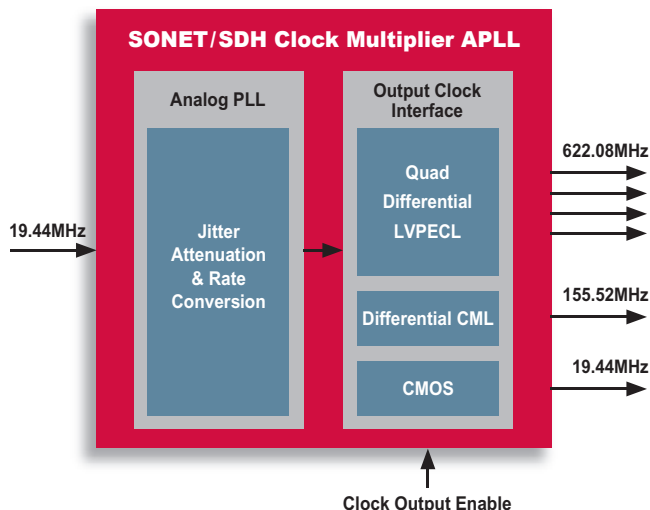 SONET/SDH Clock Multiplier APLL
Analog PLL
Output Clock
Interface
19.44MHz
Jitter
Attenuation
& Rate
Conversion
Quad
Differential
LVPECL
Differential CML
CMOS
622.08MHz
155.52MHz
19.44MHz
Clock Output Enable